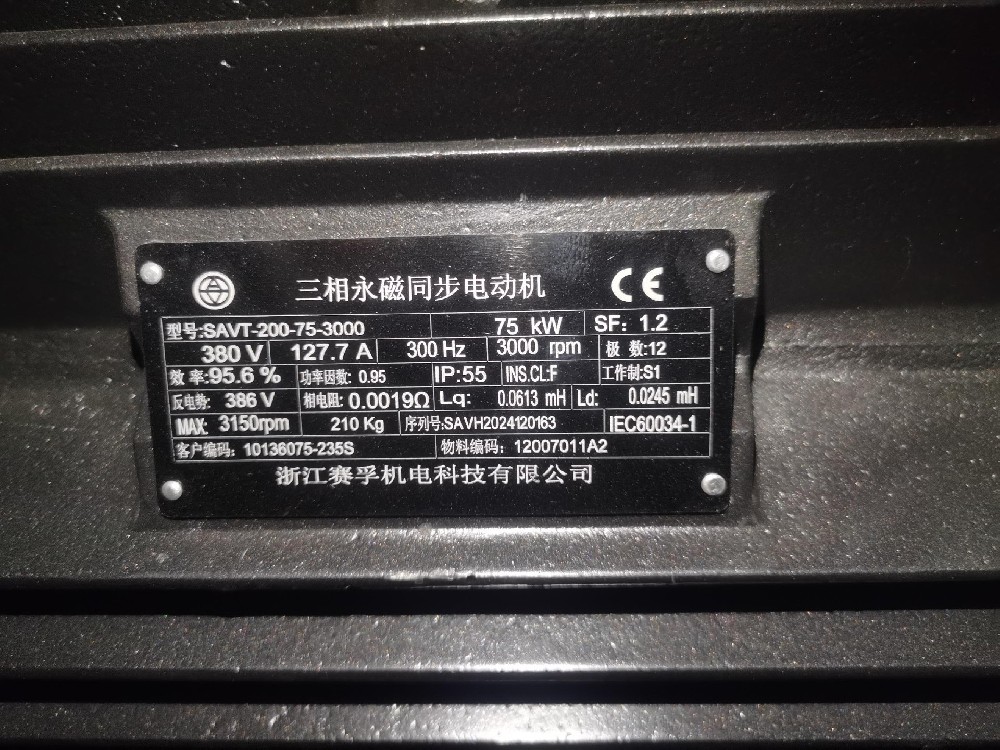 三相永磁同步电动机 CE
型号:SAVT-200-75-3000 75 kW SF: 1.2
380 V 127.7 A 300 Hz 3000 rpm 极 数:12
效 率:95.6 % 功率因数: 0.95 IP:55 INS.CL:F 工作制:S1
反电势: 386 V 相电阻: 0.0019Ω Lq: 0.0613 mH Ld: 0.0245 mH
MAX: 3150rpm 210 Kg 序列号:SAVH2024120163 IEC60034-1
客户编码: 10136075-235S 物料编码: 12007011A2
浙江赛孚机电科技有限公司